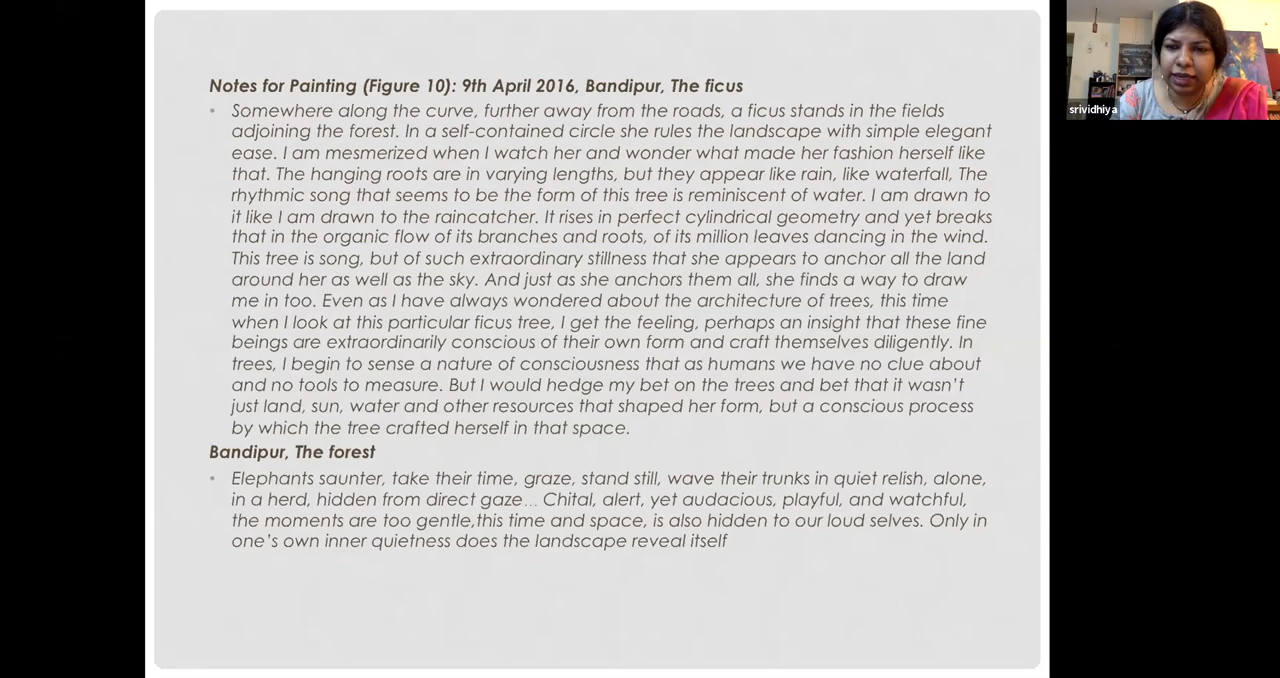 Notes for Painting (Figure 10): 9th April 2016, Bandipur, The ficus
• Somewhere along the curve, further away from the roads, a ficus stands in the fields
adjoining the forest. In a self-contained circle she rules the landscape with simple elegant
ease. I am mesmerized when I watch her and wonder what made her fashion herself like
that. The hanging roots are in varying lengths, but they appear like rain, like waterfall, The
rhythmic song that seems to be the form of this tree is reminiscent of water. I am drawn to
it like I am drawn to the raincatcher. It rises in perfect cylindrical geometry and yet breaks
that in the organic flow of its branches and roots, of its million leaves dancing in the wind.
This tree is song, but of such extraordinary stillness that she appears to anchor all the land
around her as well as the sky. And just as she anchors them all, she finds a way to draw
me in too. Even as I have always wondered about the architecture of trees, this time
when I look at this particular ficus tree, I get the feeling, perhaps an insight that these fine
beings are extraordinarily conscious of their own form and craft themselves diligently. In
trees, I begin to sense a nature of consciousness that as humans we have no clue about
and no tools to measure. But I would hedge my bet on the trees and bet that it wasn't
just land, sun, water and other resources that shaped her form, but a conscious process
by which the tree crafted herself in that space.
Bandipur, The forest
• Elephants saunter, take their time, graze, stand still, wave their trunks in quiet relish, alone,
in a herd, hidden from direct gaze... Chital, alert, yet audacious, playful, and watchful,
the moments are too gentle,this time and space, is also hidden to our loud selves. Only in
one's own inner quietness does the landscape reveal itself
srividhiya